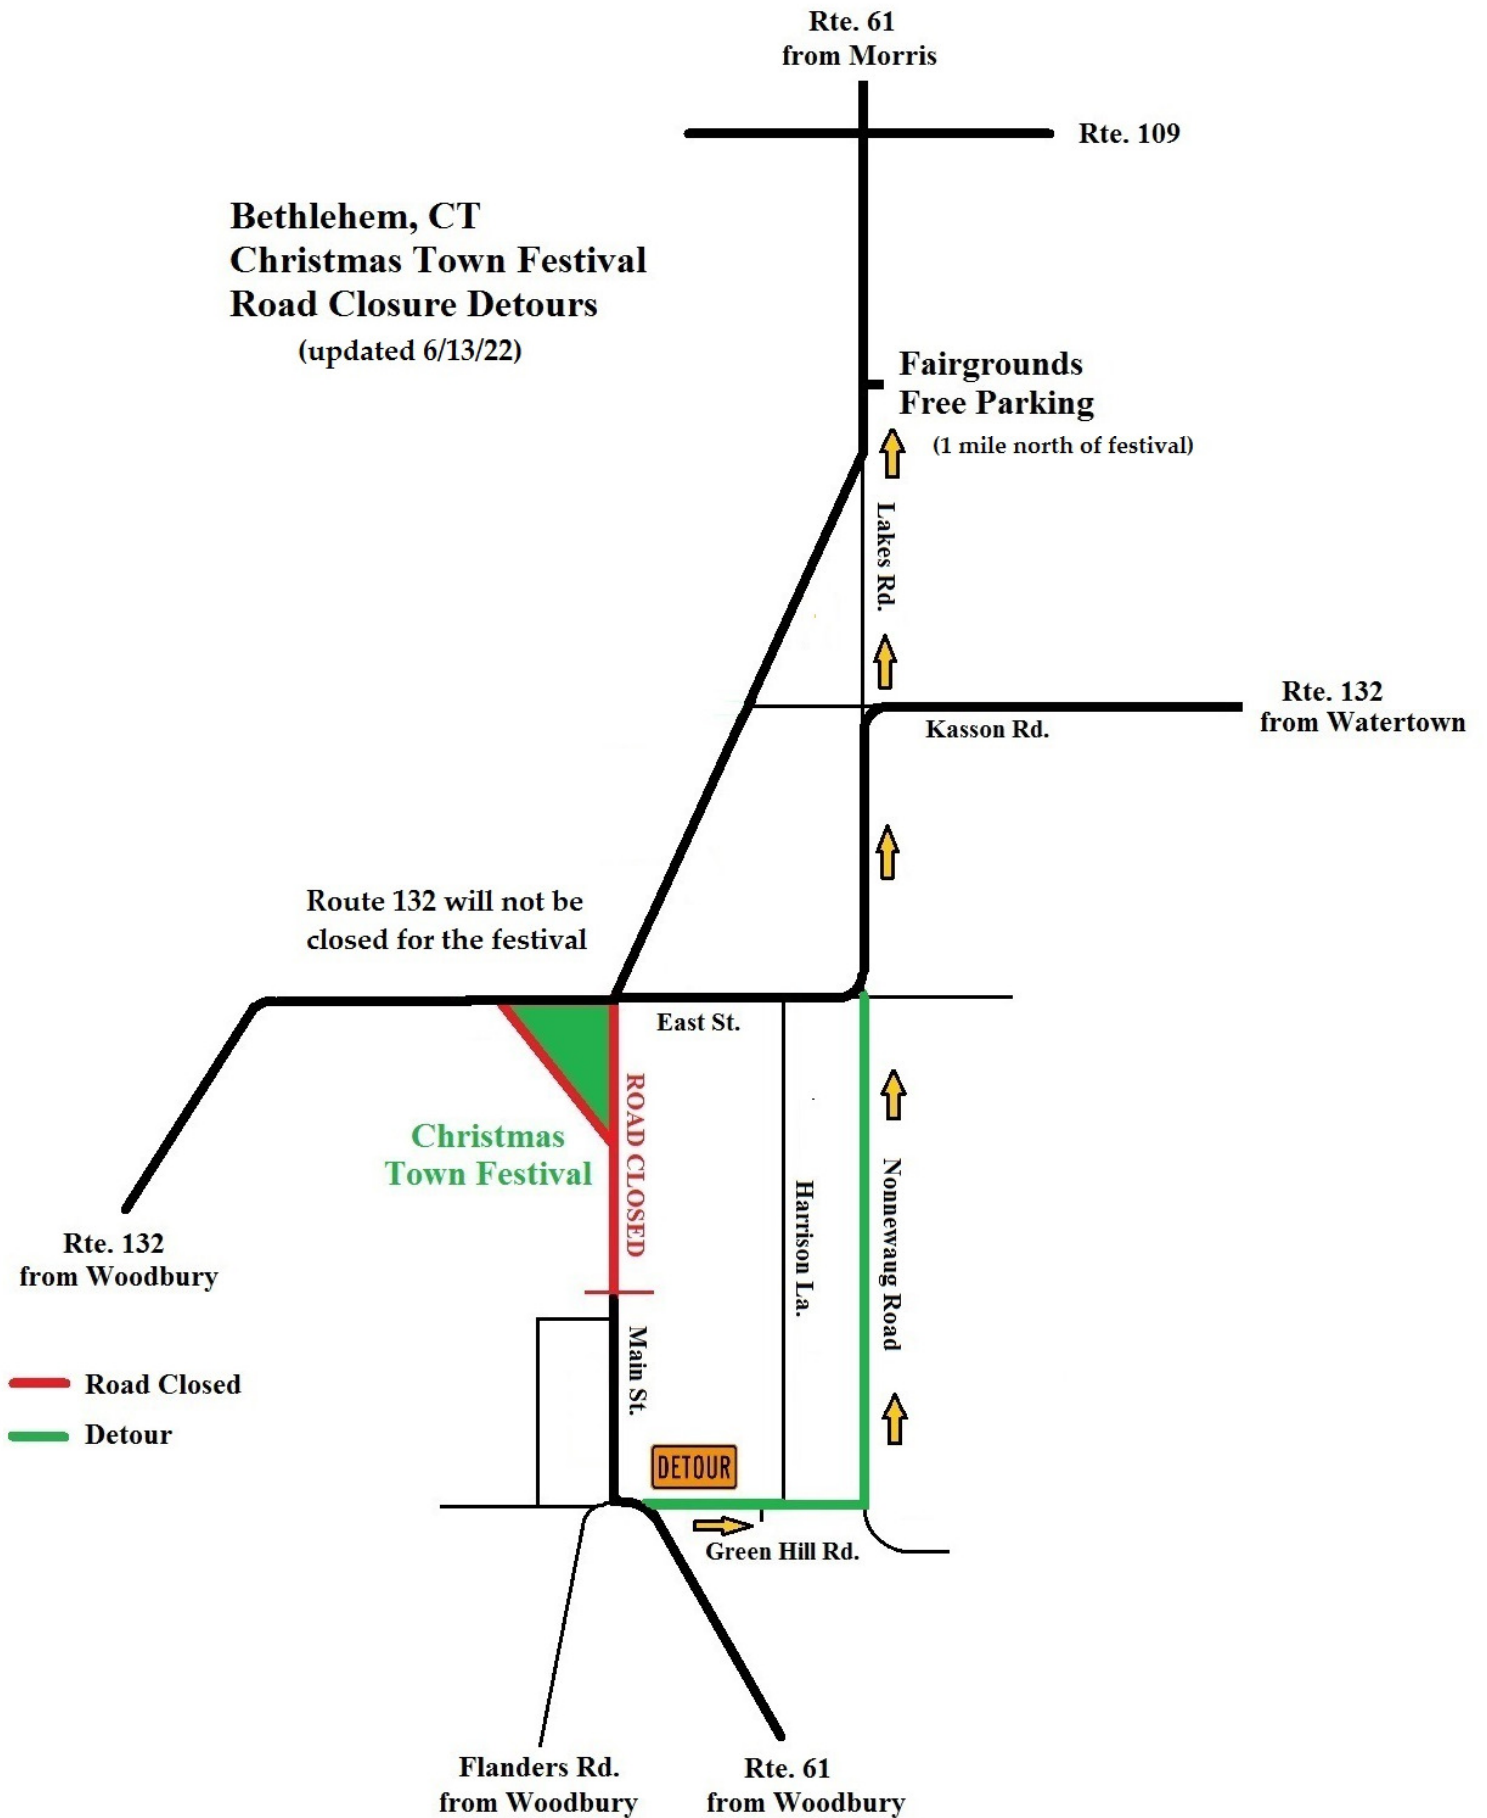 Rte. 61
from Morris
Rte. 109
Bethlehem, CT
Christmas Town Festival
Road Closure Detours
(updated 6/13/22)
Fairgrounds
Free Parking
(1 mile north of festival)
Lakes Rd.
Rte. 132
from Watertown
Kasson Rd.
Route 132 will not be
closed for the festival
East St.
ROAD CLOSED
Christmas
Town Festival
Harrison La.
Nonnewaug Road
Rte. 132
from Woodbury
Main St.
Road Closed
Detour
DETOUR
Green Hill Rd.
Flanders Rd.
from Woodbury
Rte. 61
from Woodbury